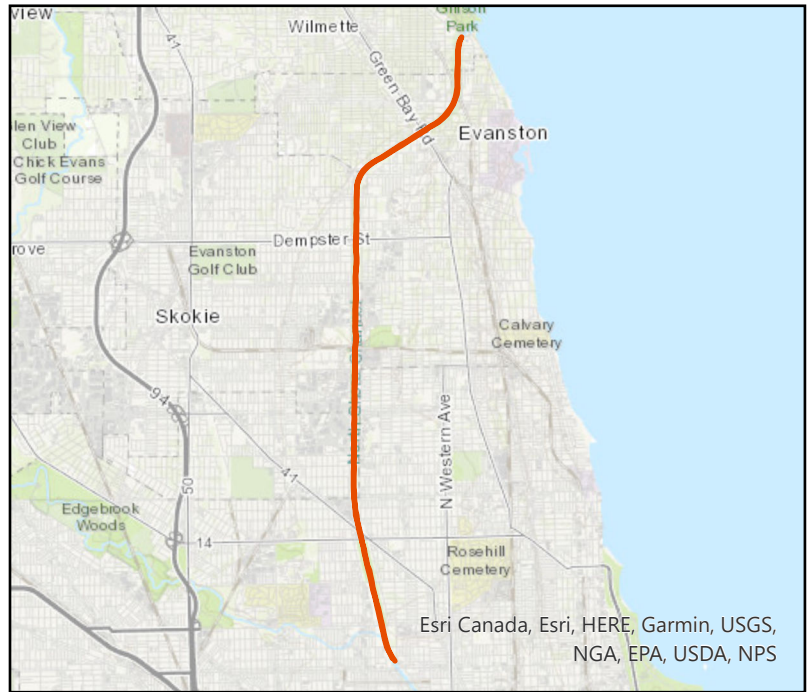 view
Gillson
Park
Wilmette
41
Green Bay Rd
Evanston
len View
Club
Chick Evans
Golf Course
rove
Dempster St
Evanston
Golf Club
Skokie
Calvary
Cemetery
94
N Western Ave
50
41
Edgebrook
Woods
14
Rosehill
Cemetery
Esri Canada, Esri, HERE, Garmin, USGS,
NGA, EPA, USDA, NPS